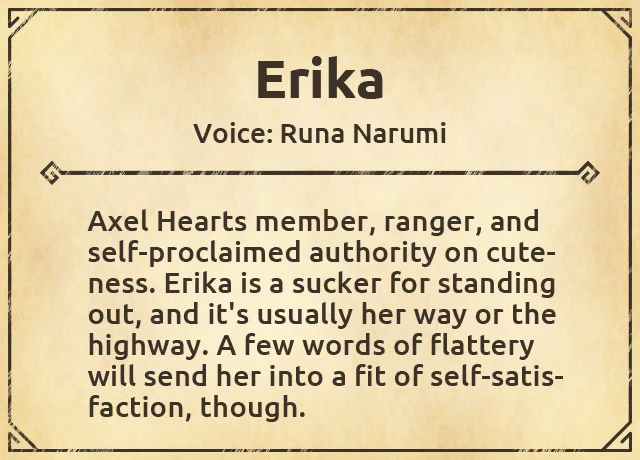 Erika
Voice: Runa Narumi
Axel Hearts member, ranger, and
self-proclaimed authority on cute-
ness. Erika is a sucker for standing
out, and it's usually her way or the
highway. A few words of flattery
will send her into a fit of self-satis-
faction, though.